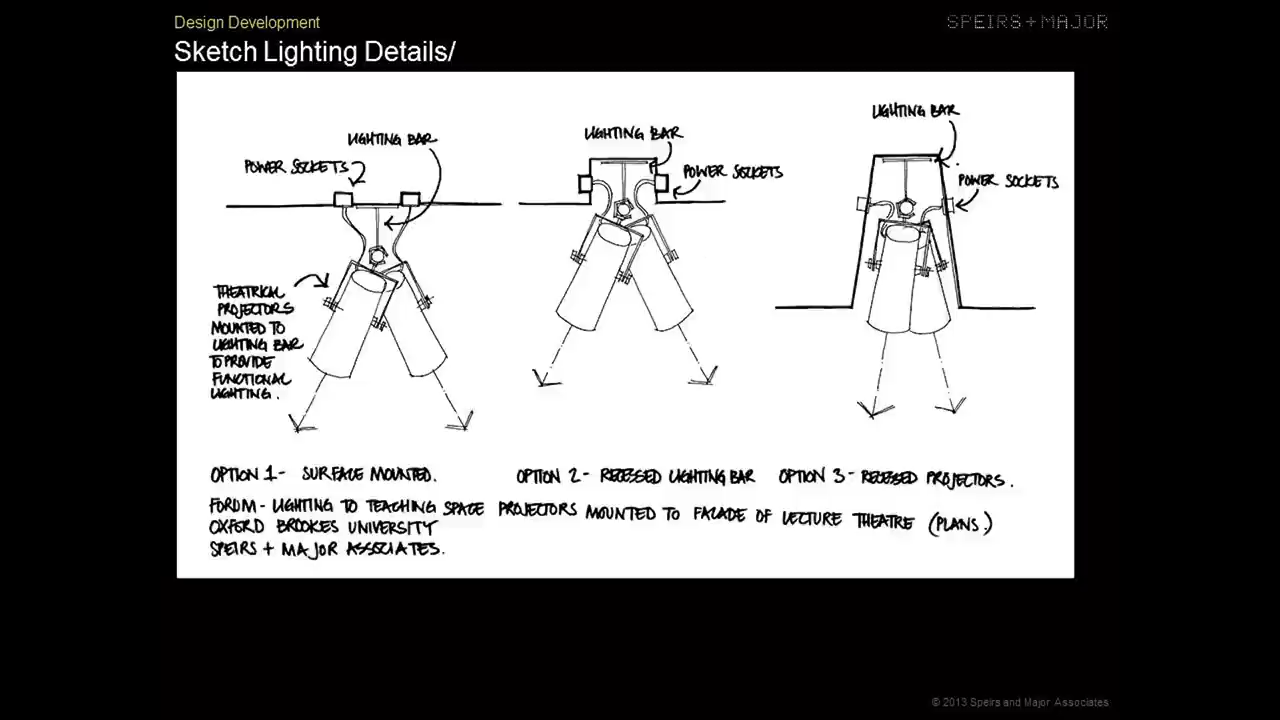 Design Development
SPEIRS+MAJOR
Sketch Lighting Details/
LIGHTING BAR
POWER SOCKETS
THEATRICAL
PROJECTORS
MOUNTED TO
LIGHTING BAR
TO PROVIDE
FUNCTIONAL
LIGHTING.
LIGHTING BAR
POWER SOCKETS
LIGHTING BAR
POWER SOCKETS
OPTION 1- SURFACE MOUNTED.
OPTION 2- RECESSED LIGHTING BAR
OPTION 3- RECESSED PROJECTORS.
FORUM - LIGHTING TO TEACHING SPACE PROJECTORS MOUNTED TO FACADE OF LECTURE THEATRE (PLANS.)
OXFORD BROOKES UNIVERSITY
SPEIRS + MAJOR ASSOCIATES.
© 2013 Speirs and Major Associates